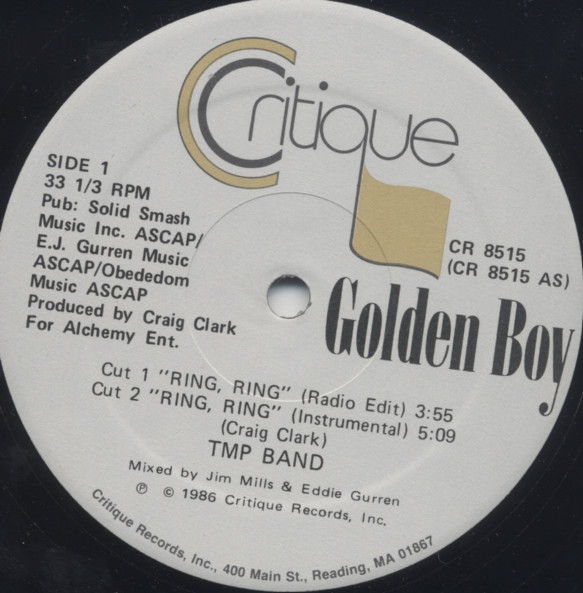 Critique
SIDE 1
33 1/3 RPM
Pub: Solid Smash
Music Inc. ASCAP/
E.J. Gurren Music
ASCAP/Obededom
Music ASCAP
Produced by Craig Clark
For Alchemy Ent.
CR 8515
(CR 8515 AS)
Golden Boy
Cut 1 "RING, RING" (Radio Edit) 3:55
Cut 2 "RING, RING" (Instrumental) 5:09
(Craig Clark)
TMP BAND
Mixed by Jim Mills & Eddie Gurren
℗ © 1986 Critique Records, Inc.
Critique Records, Inc., 400 Main St., Reading, MA 01867